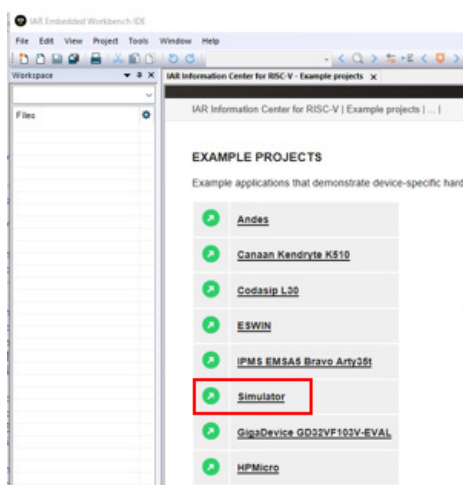 IAR Embedded Workbench IDE
File Edit View Project Tools Window Help
Workspace
IAR Information Center for RISC-V - Example projects x
Files
IAR Information Center for RISC-V | Example projects | ... |
EXAMPLE PROJECTS
Example applications that demonstrate device-specific hard
Andes
Canaan Kendryte K510
Codasip L30
ESWIN
IPMS EMSA5 Bravo Arty35t
Simulator
GigaDevice GD32VF103V-EVAL
HPMicro